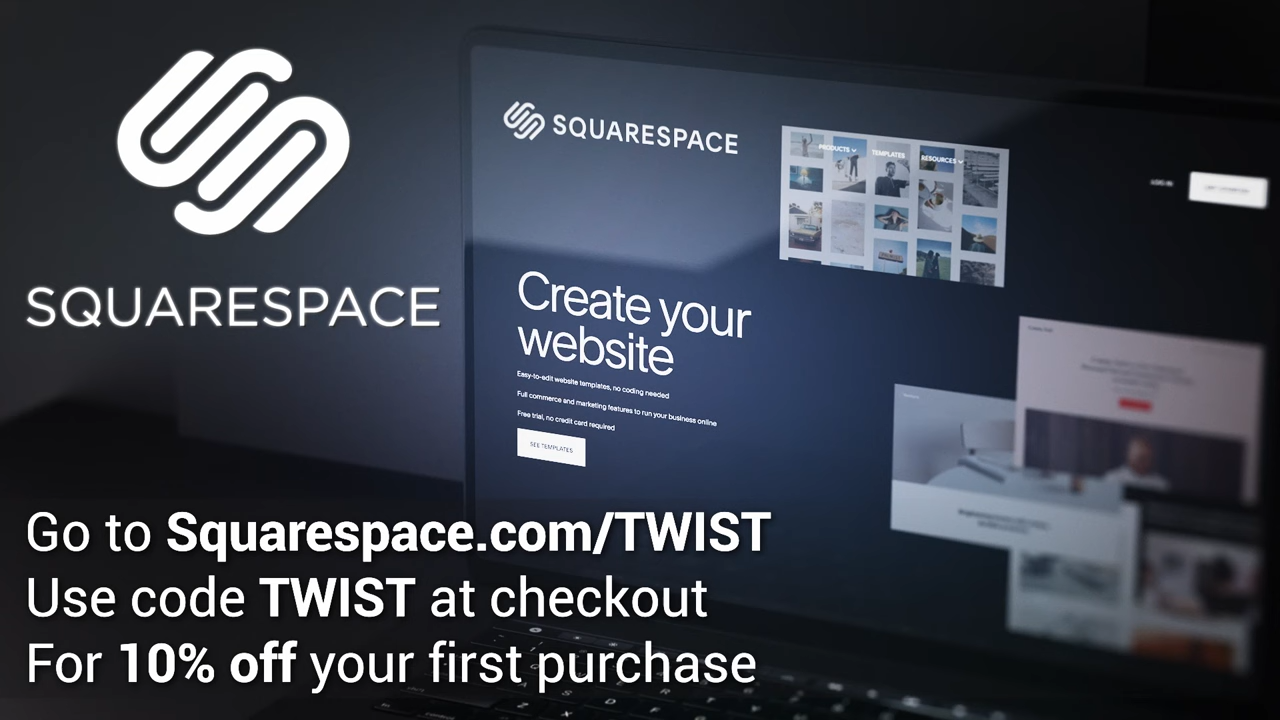 SQUARESPACE
SQUARESPACE
PRODUCTS
TEMPLATES
RESOURCES
LOG IN
Create your
website
Easy-to-edit website templates, no coding needed
Full commerce and marketing features to run your business online
Free trial, no credit card required
SEE TEMPLATES
Go to Squarespace.com/TWIST
Use code TWIST at checkout
For 10% off your first purchase